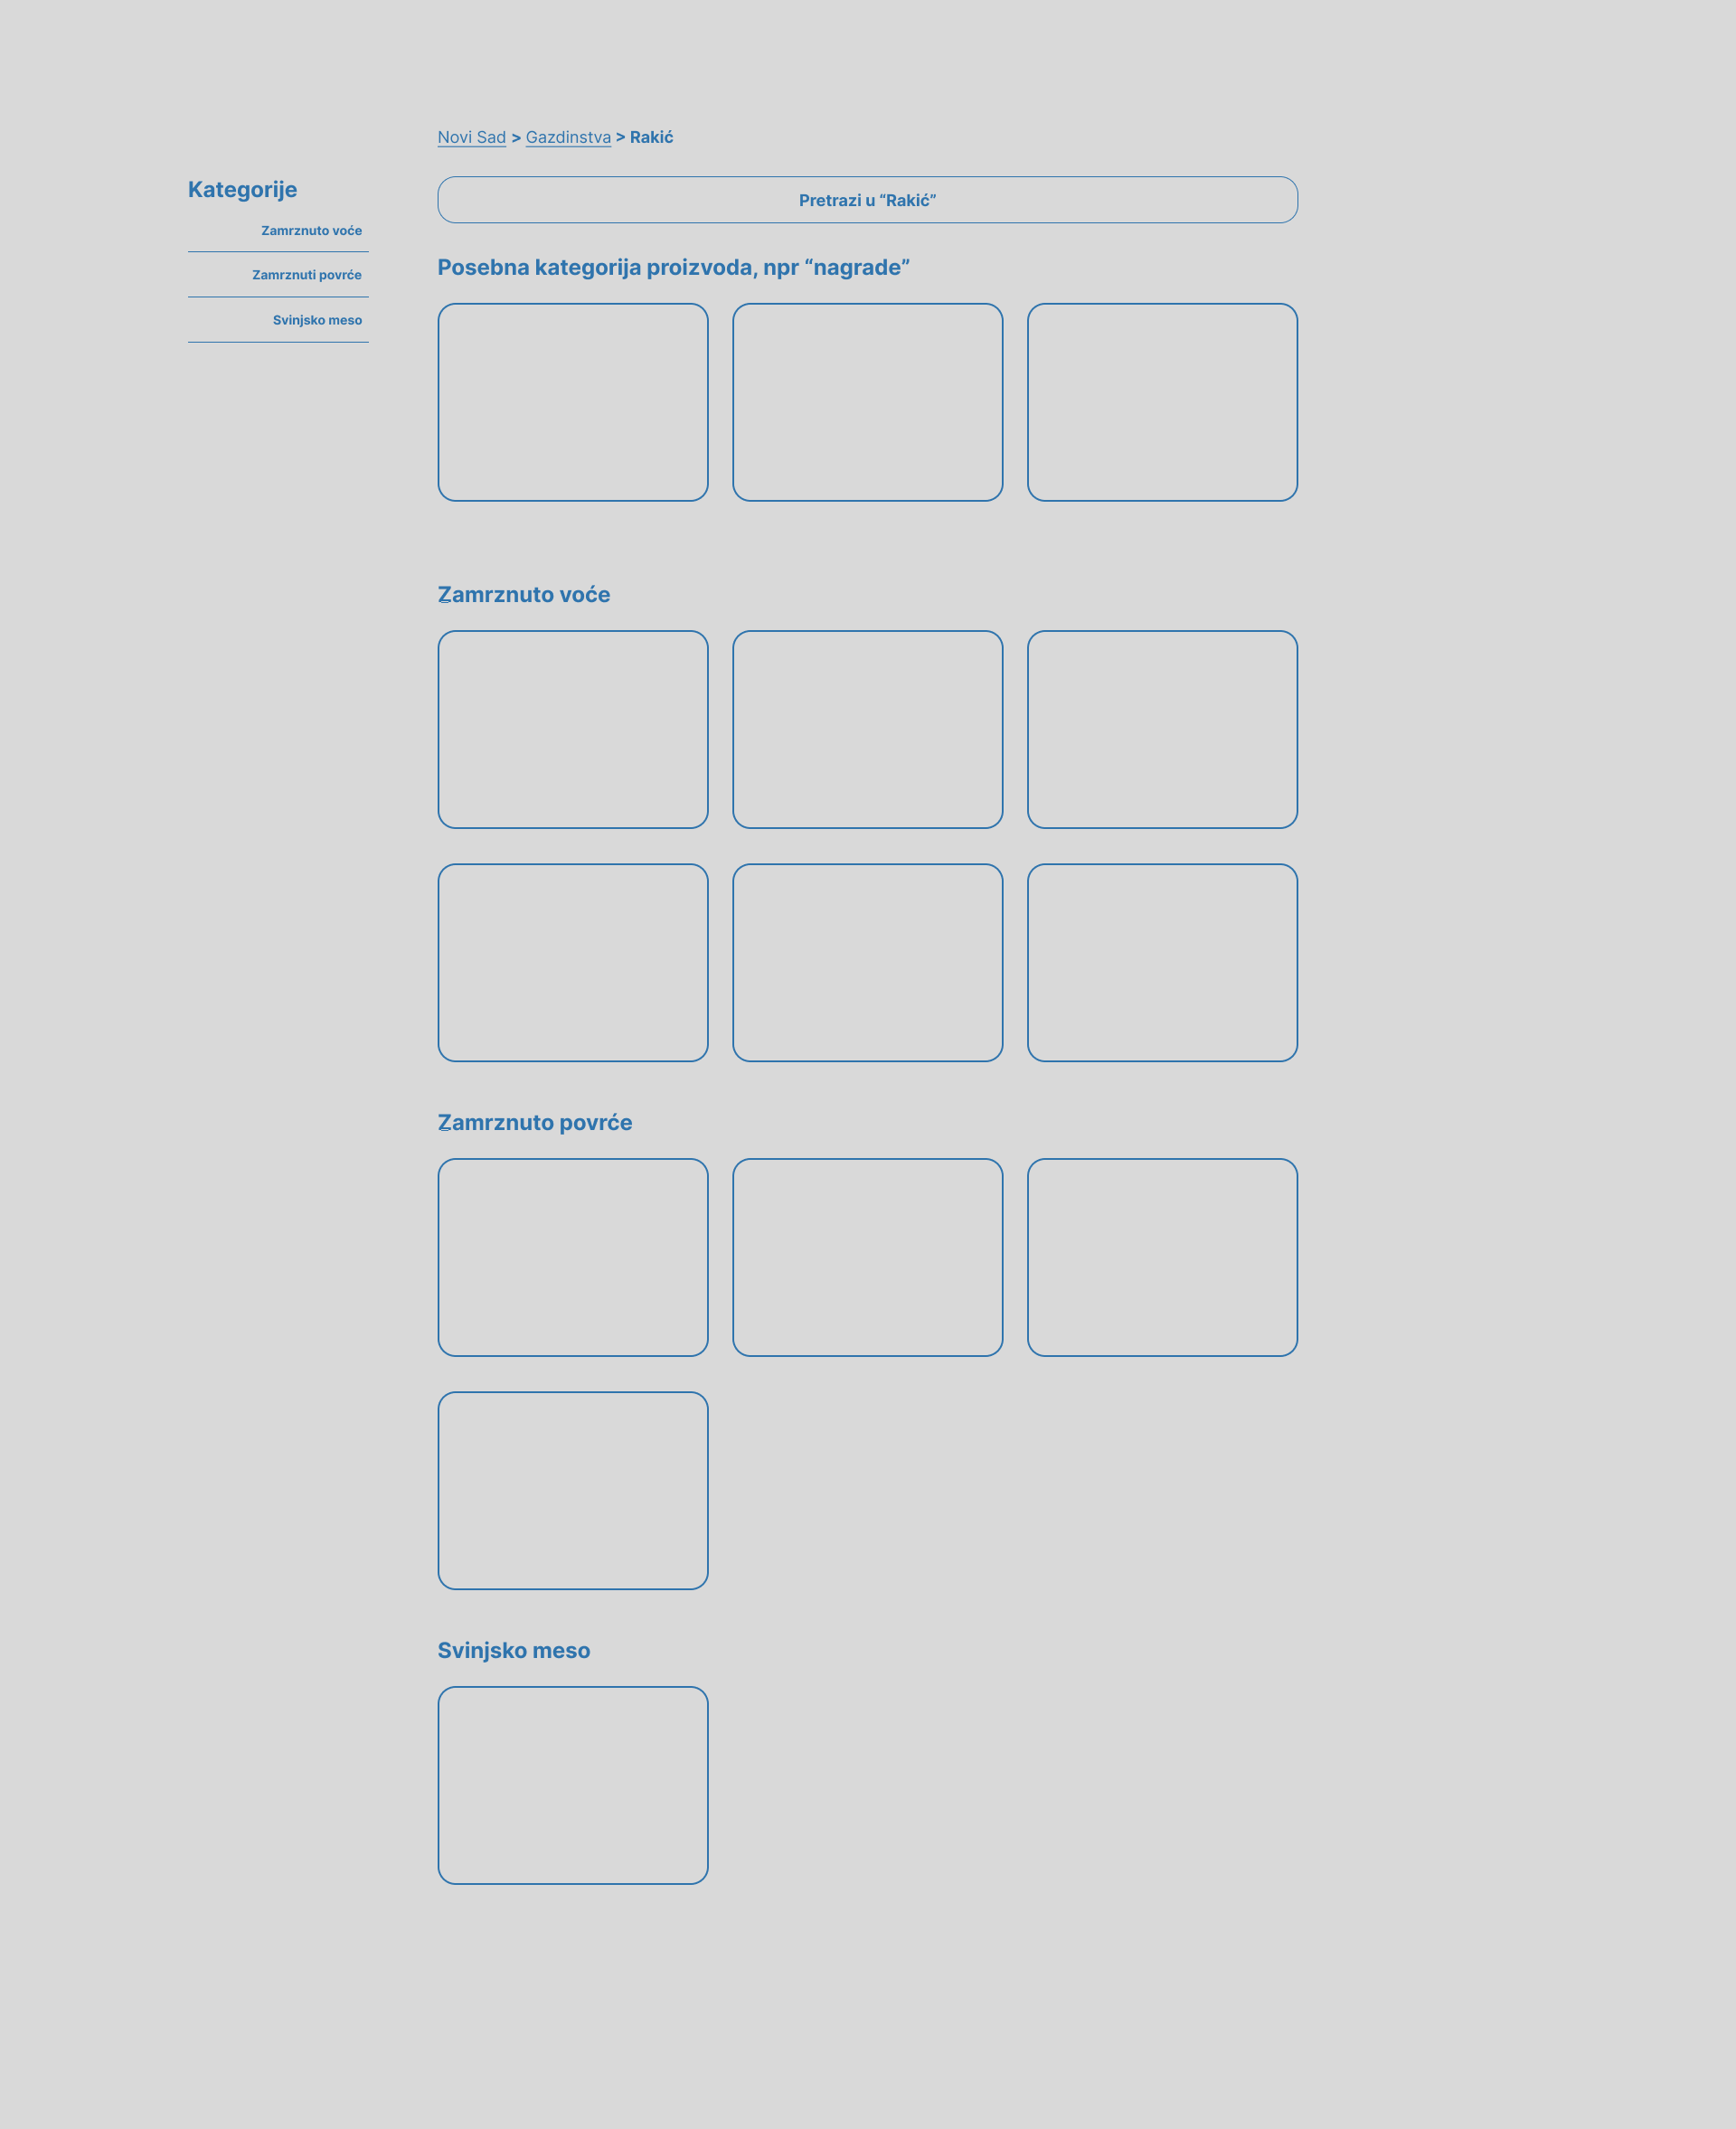 Novi Sad > Gazdinstva > Rakić
Kategorije
Zamrznuto voće
Zamrznuti povrće
Svinjsko meso
Pretrazi u “Rakić”
Posebna kategorija proizvoda, npr “nagrade”
Zamrznuto voće
Zamrznuto povrće
Svinjsko meso